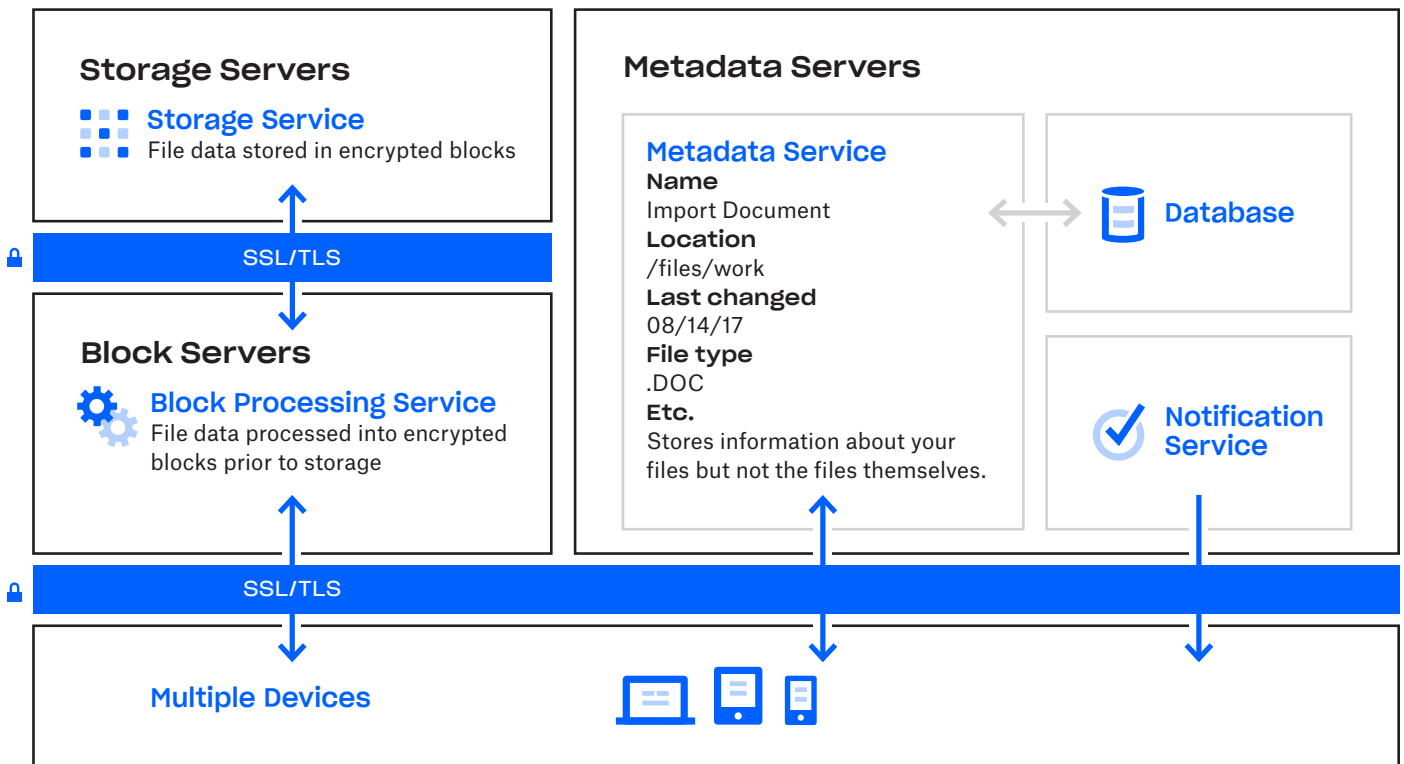 Storage Servers
Storage Service
File data stored in encrypted blocks
SSL/TLS
Block Servers
Block Processing Service
File data processed into encrypted
blocks prior to storage
Metadata Servers
Metadata Service
Name
Import Document
Location
/files/work
Last changed
08/14/17
File type
.DOC
Etc.
Stores information about your
files but not the files themselves.
Database
Notification
Service
SSL/TLS
Multiple Devices